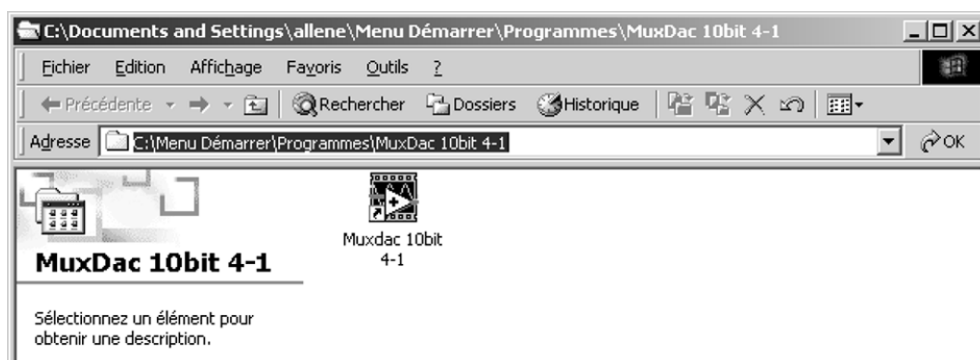 C:\Documents and Settings\allene\Menu Démarrer\Programmes\MuxDac 10bit 4-1
Fichier Edition Affichage Favoris Outils ?
Précédente Rechercher Dossiers Historique
Adresse C:\Menu Démarrer\Programmes\MuxDac 10bit 4-1 OK
Muxdac 10bit
4-1
MuxDac 10bit 4-1
Sélectionnez un élément pour
obtenir une description.